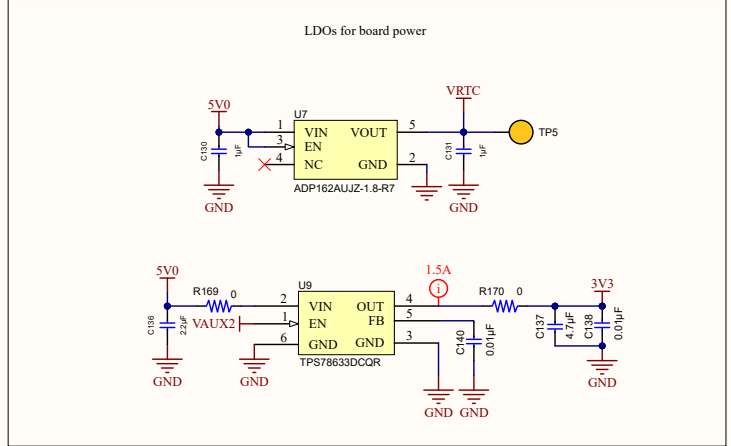 LDOs for board power
VRTC
5V0
U7
1 VIN VOUT 5
TP5
3 EN
C130 1µF
C131 1µF
4 NC GND 2
ADP162AUJZ-1.8-R7
GND
GND
5V0
1.5A
i
R169 0
U9
R170 0
3V3
2 VIN OUT 4
C136 2.2µF
VAUX2
1 EN FB 5
C137 4.7µF
C138 0.01µF
6 GND GND 3
C140 0.01µF
TPS78633DCQR
GND
GND
GND
GND
GND